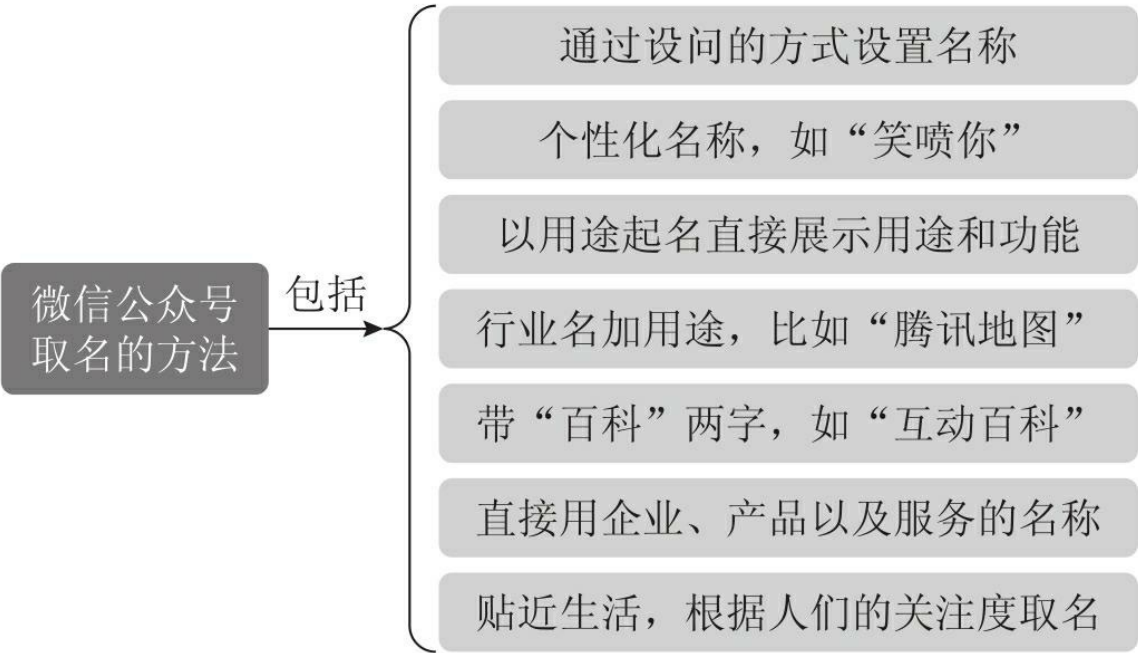 微信公众号
取名的方法
包括
通过设问的方式设置名称
个性化名称，如“笑喷你”
以用途起名直接展示用途和功能
行业名加用途，比如“腾讯地图”
带“百科”两字，如“互动百科”
直接用企业、产品以及服务的名称
贴近生活，根据人们的关注度取名